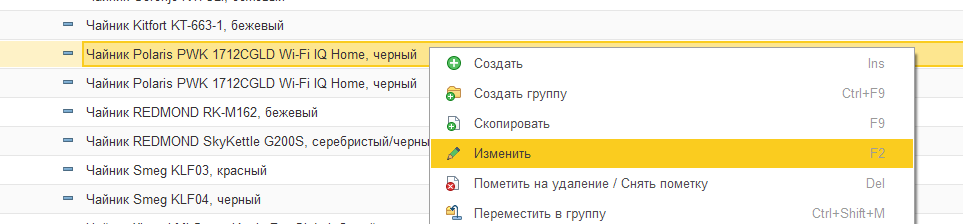 Чайник Kitfort KT-663-1, бежевый
Чайник Polaris PWK 1712CGLD Wi-Fi IQ Home, черный
Чайник Polaris PWK 1712CGLD Wi-Fi IQ Home, черный
Чайник REDMOND RK-M162, бежевый
Чайник REDMOND SkyKettle G200S, серебристый/черны
Чайник Smeg KLF03, красный
Чайник Smeg KLF04, черный
Создать Ins
Создать группу Ctrl+F9
Скопировать F9
Изменить F2
Пометить на удаление / Снять пометку Del
Переместить в группу Ctrl+Shift+M